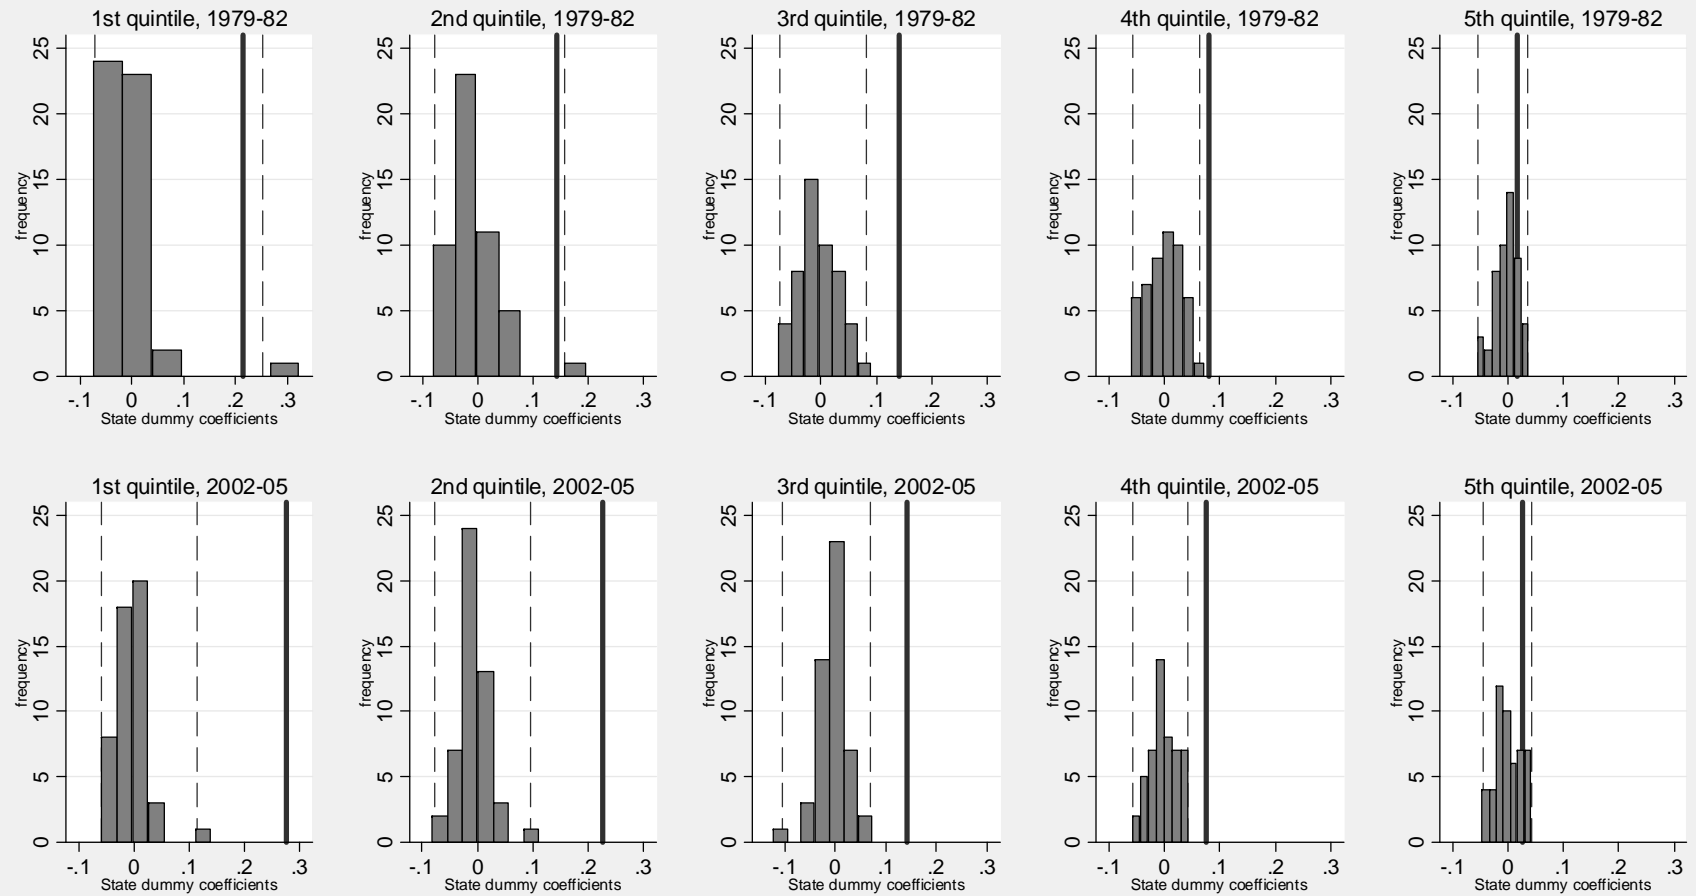 1st quintile, 1979-82
25
20
15
10
5
0
frequency
-.1 0 .1 .2 .3
State dummy coefficients
2nd quintile, 1979-82
25
20
15
10
5
0
frequency
-.1 0 .1 .2 .3
State dummy coefficients
3rd quintile, 1979-82
25
20
15
10
5
0
frequency
-.1 0 .1 .2 .3
State dummy coefficients
4th quintile, 1979-82
25
20
15
10
5
0
frequency
-.1 0 .1 .2 .3
State dummy coefficients
5th quintile, 1979-82
25
20
15
10
5
0
frequency
-.1 0 .1 .2 .3
State dummy coefficients
1st quintile, 2002-05
25
20
15
10
5
0
frequency
-.1 0 .1 .2 .3
State dummy coefficients
2nd quintile, 2002-05
25
20
15
10
5
0
frequency
-.1 0 .1 .2 .3
State dummy coefficients
3rd quintile, 2002-05
25
20
15
10
5
0
frequency
-.1 0 .1 .2 .3
State dummy coefficients
4th quintile, 2002-05
25
20
15
10
5
0
frequency
-.1 0 .1 .2 .3
State dummy coefficients
5th quintile, 2002-05
25
20
15
10
5
0
frequency
-.1 0 .1 .2 .3
State dummy coefficients